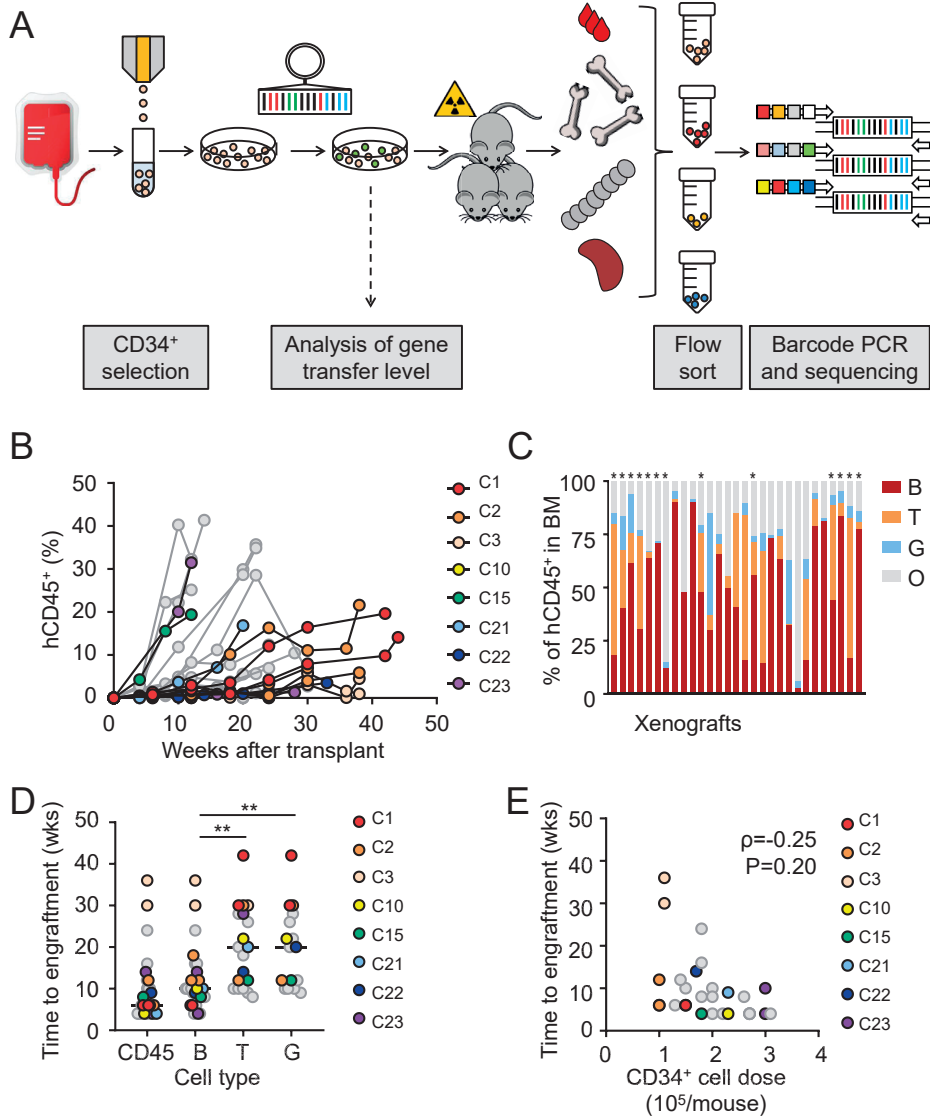 A
CD34⁺
selection
Analysis of gene
transfer level
Flow
sort
Barcode PCR
and sequencing
B
hCD45⁺ (%)
50
40
30
20
10
0
0 10 20 30 40 50
Weeks after transplant
C1
C2
C3
C10
C15
C21
C22
C23
C
% of hCD45⁺ in BM
100
75
50
25
0
* * * * * * * * * * * * *
Xenografts
B
T
G
O
D
Time to engraftment (wks)
50
40
30
20
10
0
**
**
CD45 B T G
Cell type
C1
C2
C3
C10
C15
C21
C22
C23
E
Time to engraftment (wks)
50
40
30
20
10
0
ρ=-0.25
P=0.20
0 1 2 3 4
CD34⁺ cell dose
(10⁵/mouse)
C1
C2
C3
C10
C15
C21
C22
C23